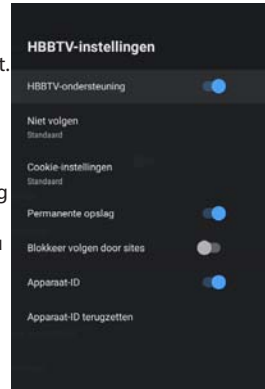 HBBTV-instellingen
t.
HBBTV-ondersteuning
Niet volgen
Standaard
Cookie-instellingen
Standaard
g
Permanente opslag
Blokkeer volgen door sites
Apparaat-ID
Apparaat-ID terugzetten